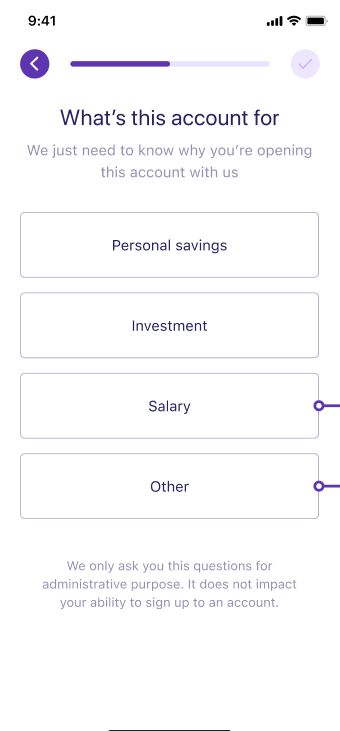 9:41
What's this account for
We just need to know why you're opening
this account with us
Personal savings
Investment
Salary
Other
We only ask you this questions for
administrative purpose. It does not impact
your ability to sign up to an account.